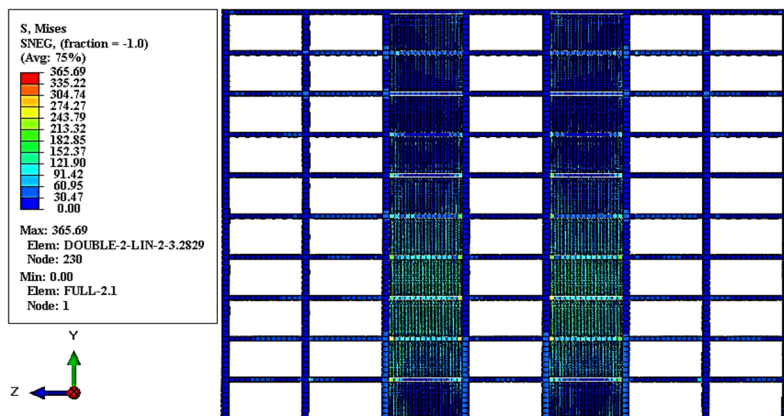 S, Mises
SNEG, (fraction = -1.0)
(Avg: 75%)
365.69
335.22
304.74
274.27
243.79
213.32
182.85
152.37
121.90
91.42
60.95
30.47
0.00
Max: 365.69
Elem: DOUBLE-2-LIN-2-3.2829
Node: 230
Min: 0.00
Elem: FULL-2.1
Node: 1
Y
Z
X